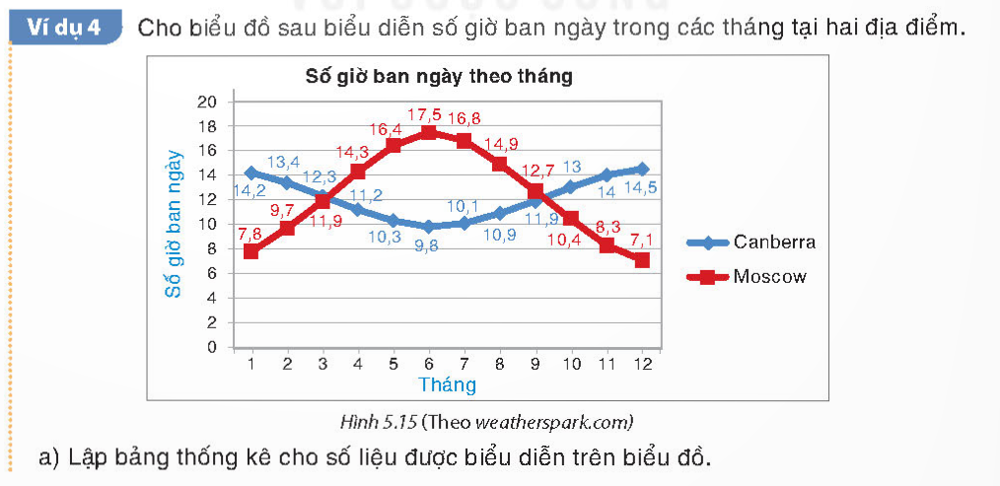 Ví dụ 4 Cho biểu đồ sau biểu diễn số giờ ban ngày trong các tháng tại hai địa điểm.
Số giờ ban ngày theo tháng
Số giờ ban ngày
20
18
16
14
12
10
8
6
4
2
0
14,2 13,4 12,3 11,2 10,3 9,8 10,1 10,9 11,9 13 14 14,5
7,8 9,7 11,9 14,3 16,4 17,5 16,8 14,9 12,7 10,4 8,3 7,1
1 2 3 4 5 6 7 8 9 10 11 12
Tháng
Canberra
Moscow
Hình 5.15 (Theo weatherspark.com)
a) Lập bảng thống kê cho số liệu được biểu diễn trên biểu đồ.